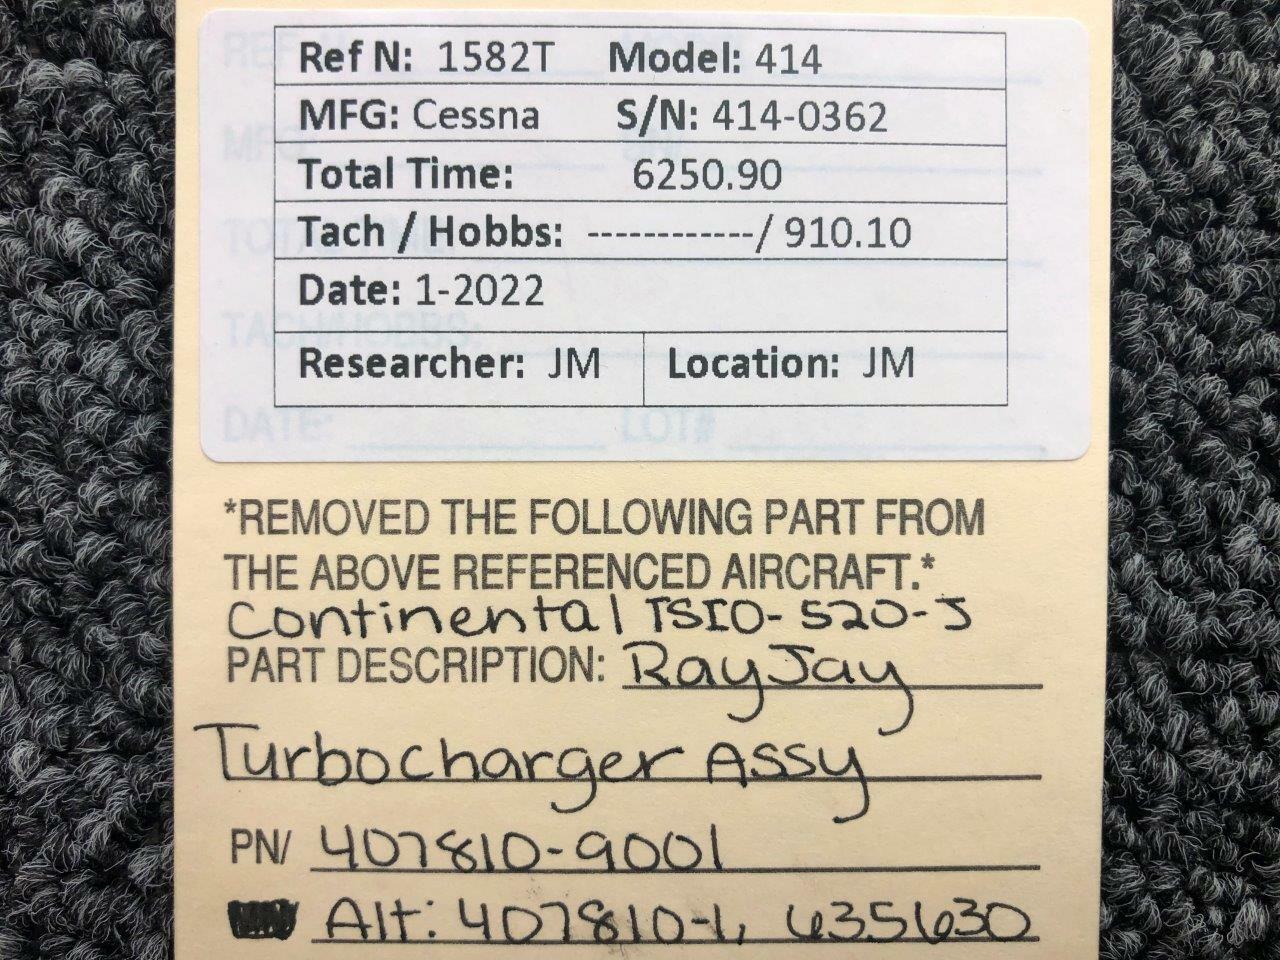 Ref N: 1582T Model: 414
MFG: Cessna S/N: 414-0362
Total Time: 6250.90
Tach / Hobbs: ------------/ 910.10
Date: 1-2022
Researcher: JM Location: JM
DATE: LOT#
*REMOVED THE FOLLOWING PART FROM
THE ABOVE REFERENCED AIRCRAFT.*
Continental TSIO-520-J
PART DESCRIPTION: RayJay
Turbocharger Assy
PN/ 407810-9001
Alt: 407810-1, 635630